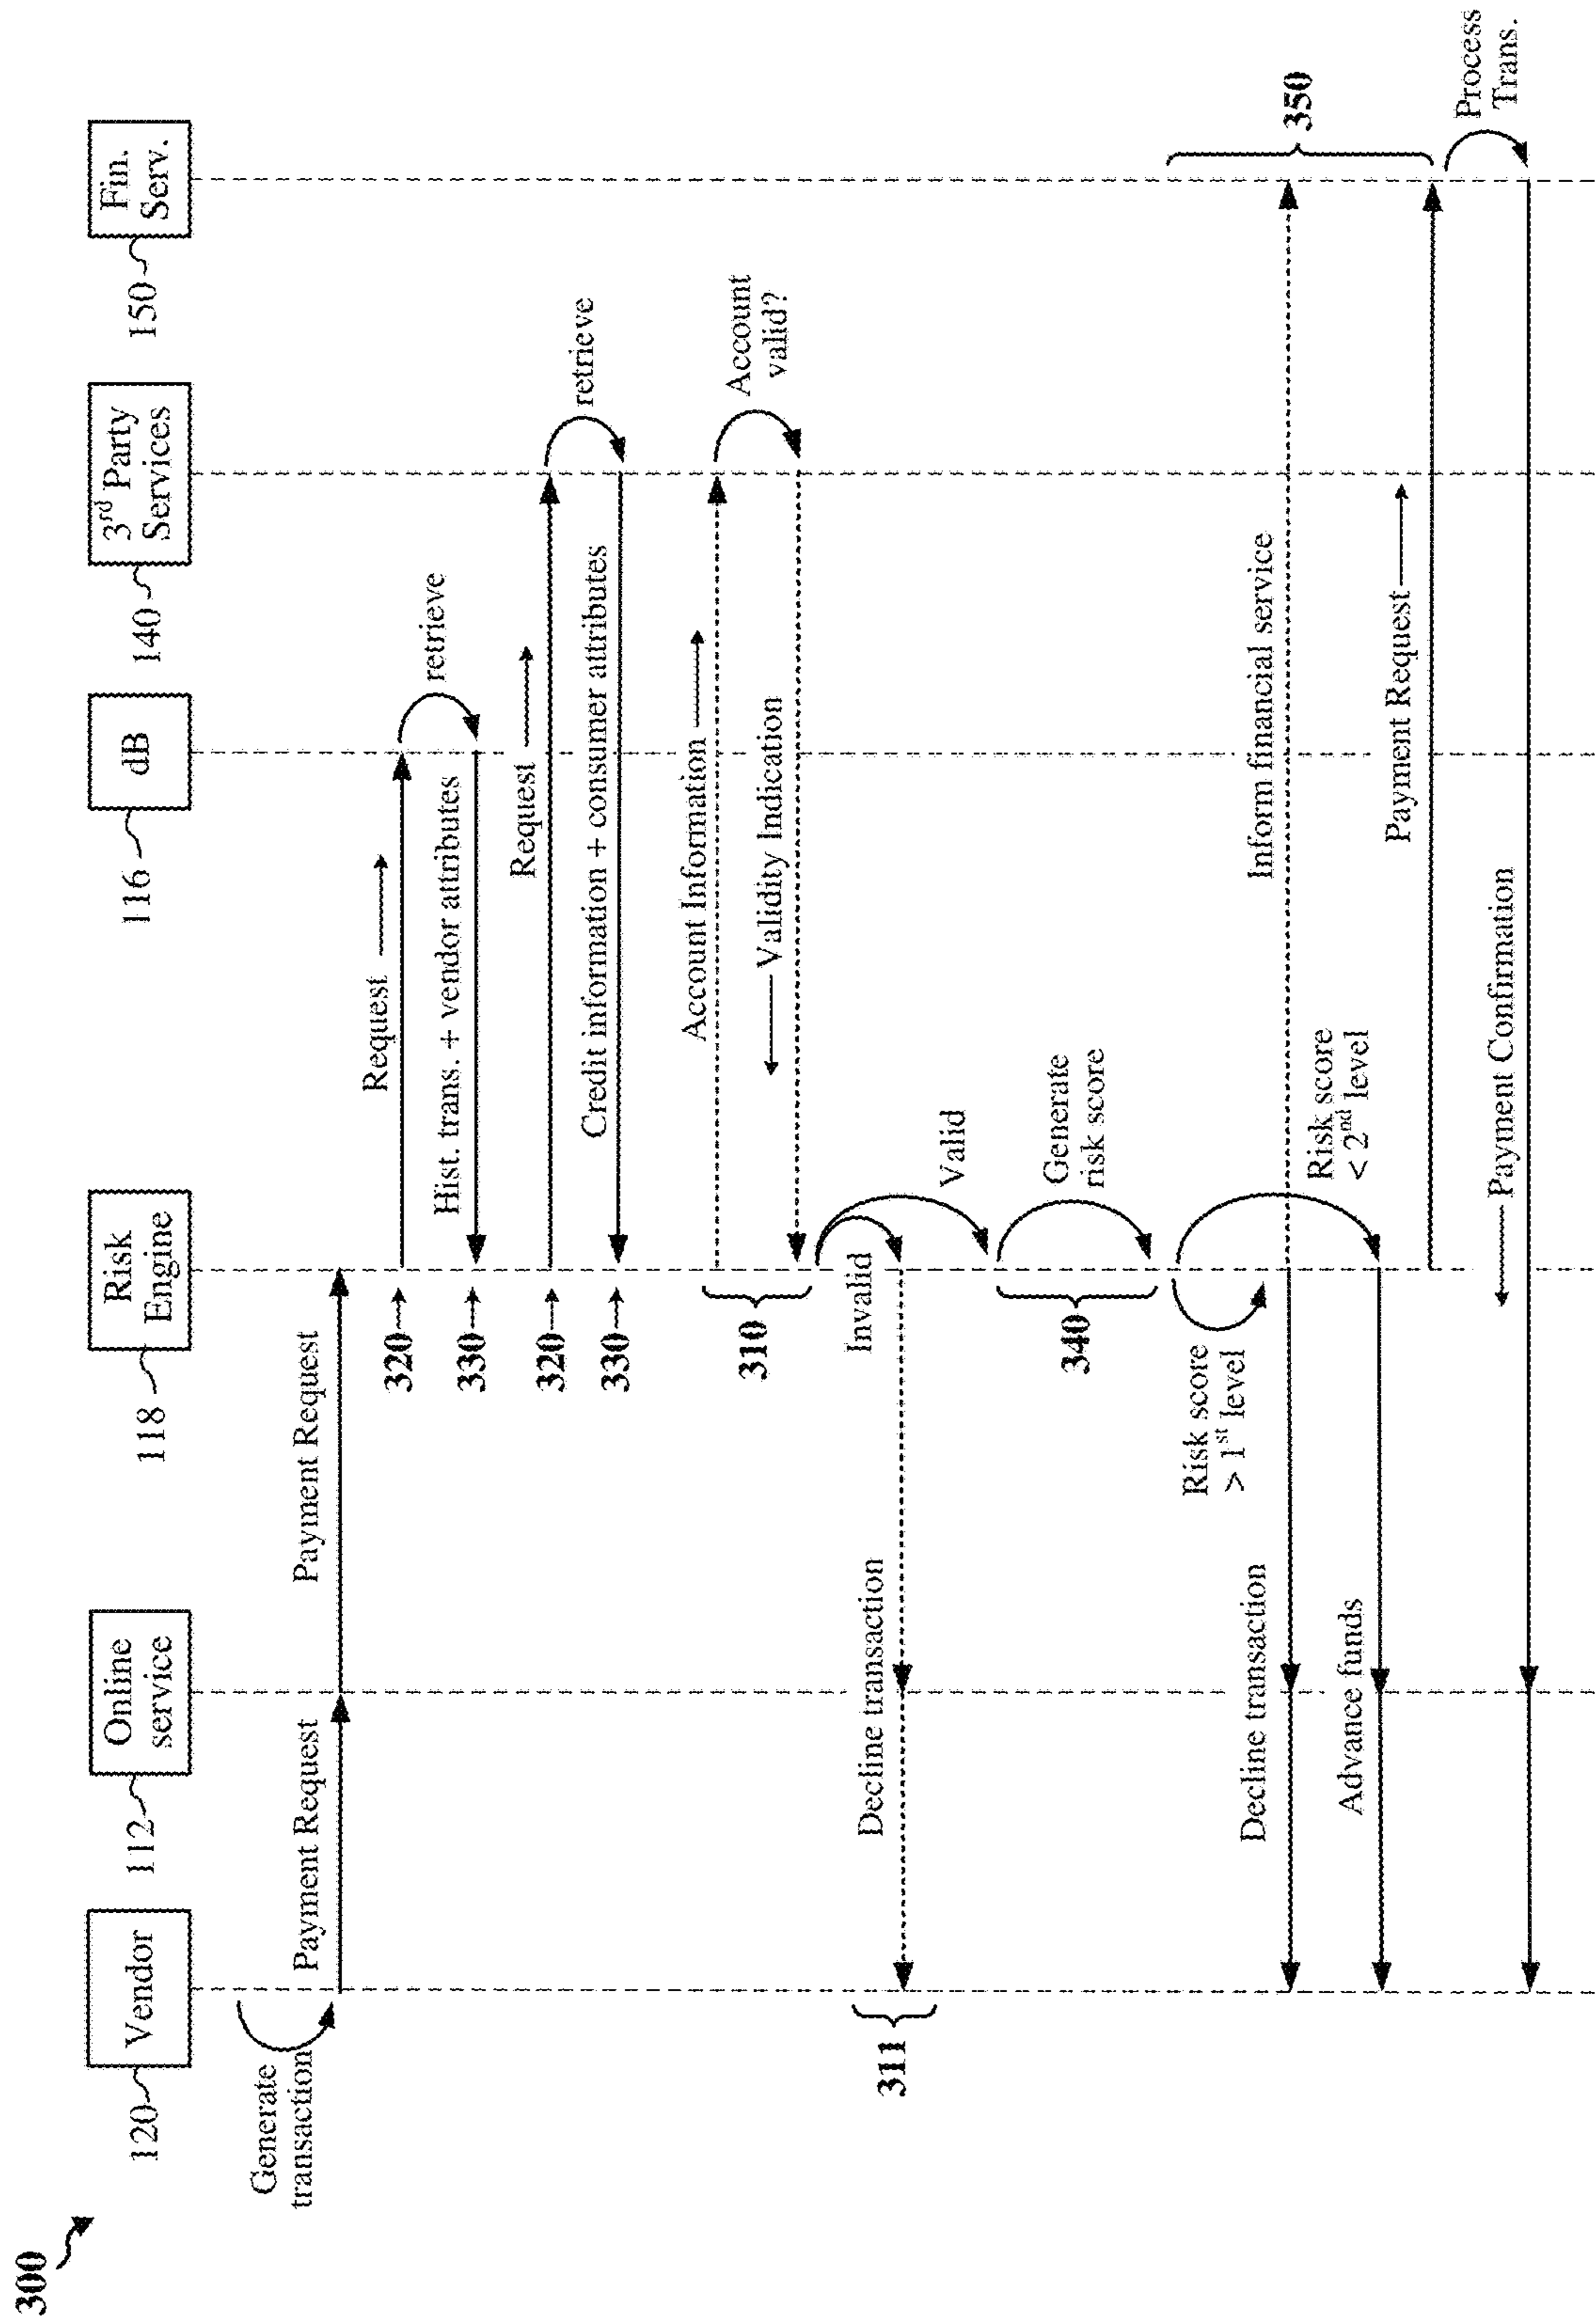 300
120
Vendor
112
Online
service
118
Risk
Engine
116
dB
140
3rd Party
Services
150
Fin.
Serv.
Generate
transaction
Payment Request
Payment Request
320
Request
retrieve
330
Hist. trans. + vendor attributes
320
Request
retrieve
330
Credit information + consumer attributes
310
Account Information
Account
valid?
Validity Indication
311
Decline transaction
Invalid
Valid
340
Generate
risk score
Risk score
> 1st level
Decline transaction
Inform financial service
350
Risk score
< 2nd level
Advance funds
Payment Request
Process
Trans.
Payment Confirmation